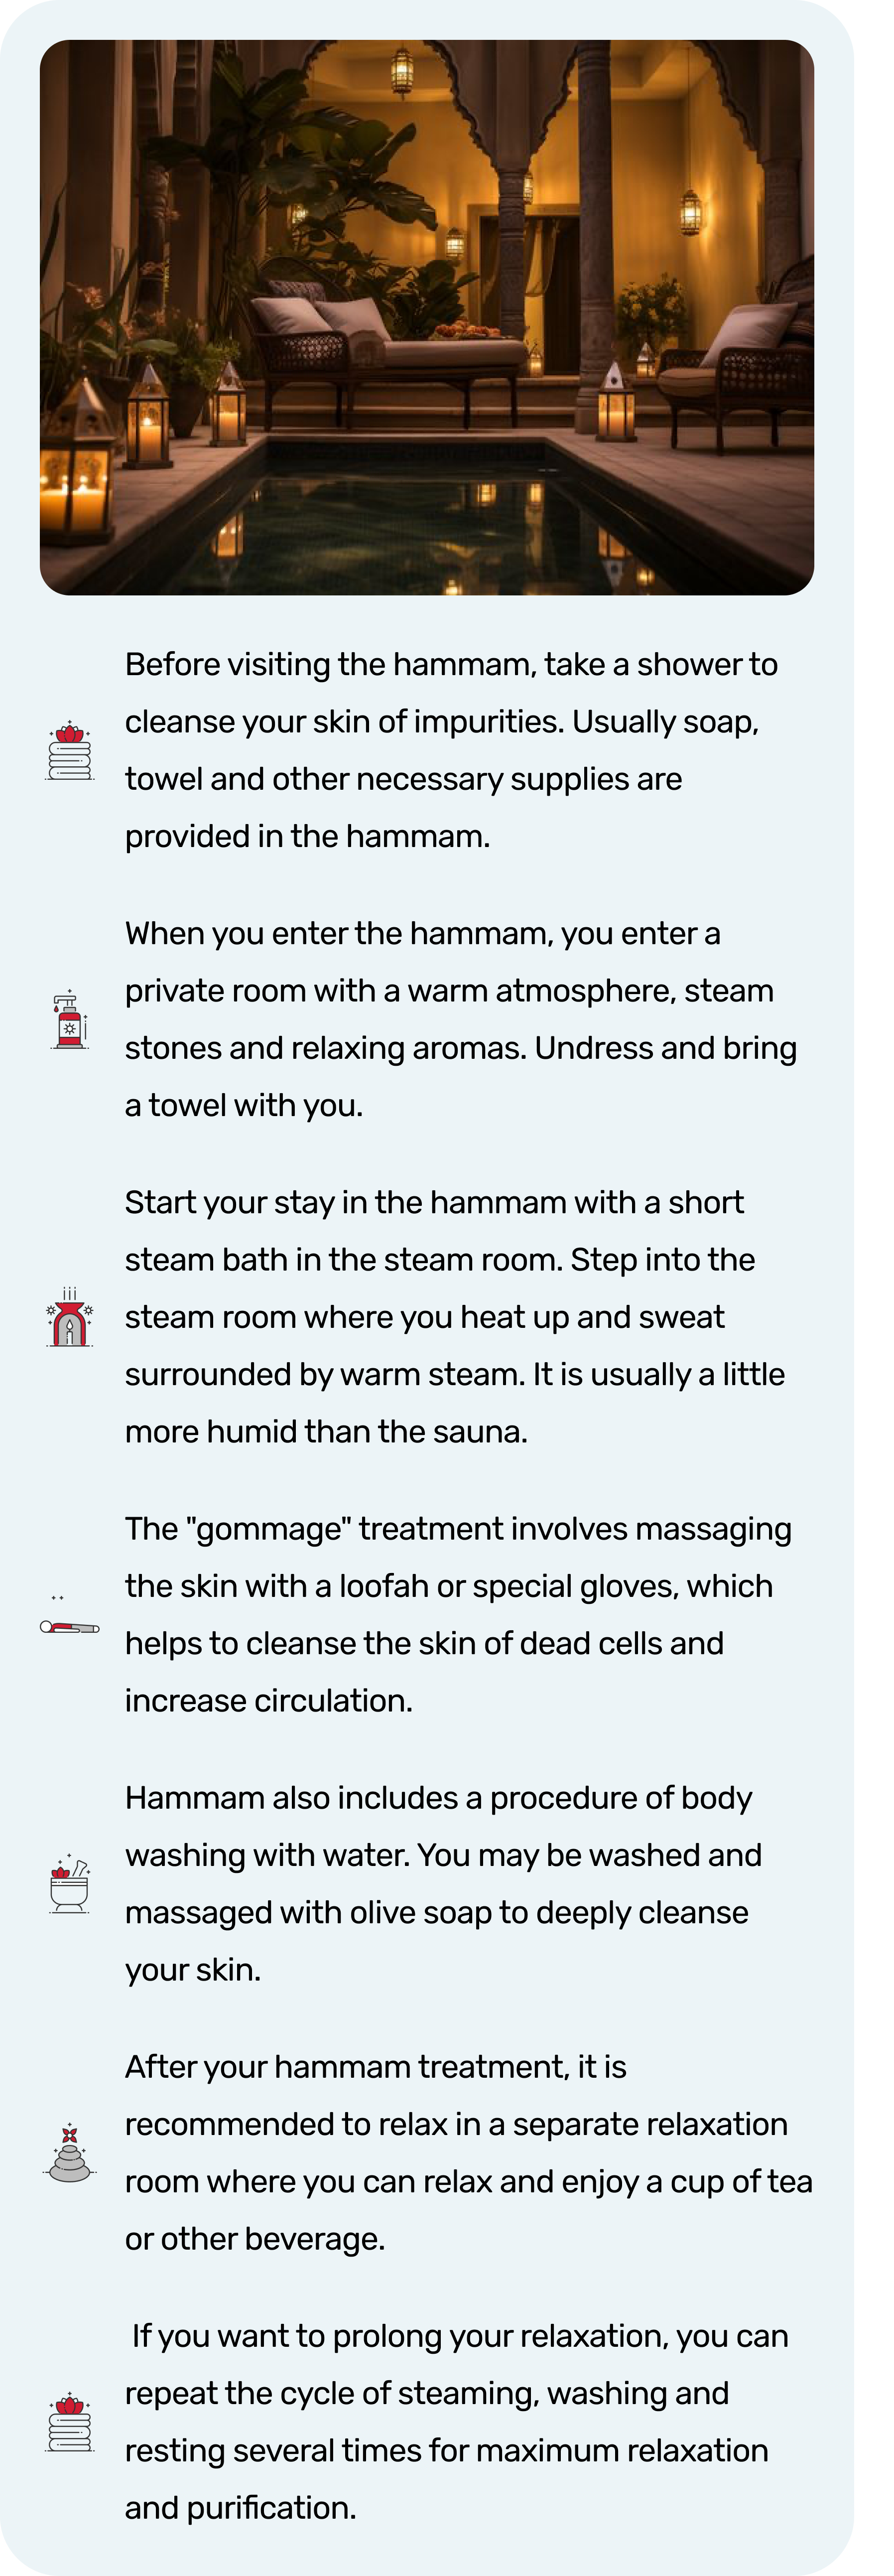 Before visiting the hammam, take a shower to
cleanse your skin of impurities. Usually soap,
towel and other necessary supplies are
provided in the hammam.
When you enter the hammam, you enter a
private room with a warm atmosphere, steam
stones and relaxing aromas. Undress and bring
a towel with you.
Start your stay in the hammam with a short
steam bath in the steam room. Step into the
steam room where you heat up and sweat
surrounded by warm steam. It is usually a little
more humid than the sauna.
The "gommage" treatment involves massaging
the skin with a loofah or special gloves, which
helps to cleanse the skin of dead cells and
increase circulation.
Hammam also includes a procedure of body
washing with water. You may be washed and
massaged with olive soap to deeply cleanse
your skin.
After your hammam treatment, it is
recommended to relax in a separate relaxation
room where you can relax and enjoy a cup of tea
or other beverage.
If you want to prolong your relaxation, you can
repeat the cycle of steaming, washing and
resting several times for maximum relaxation
and purification.